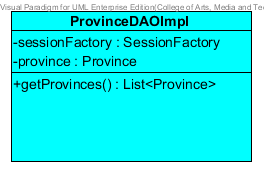 Visual Paradigm for UML Enterprise Edition(College of Arts, Media and Te
ProvinceDAOImpl
-sessionFactory : SessionFactory
-province : Province
+getProvinces() : List<Province>